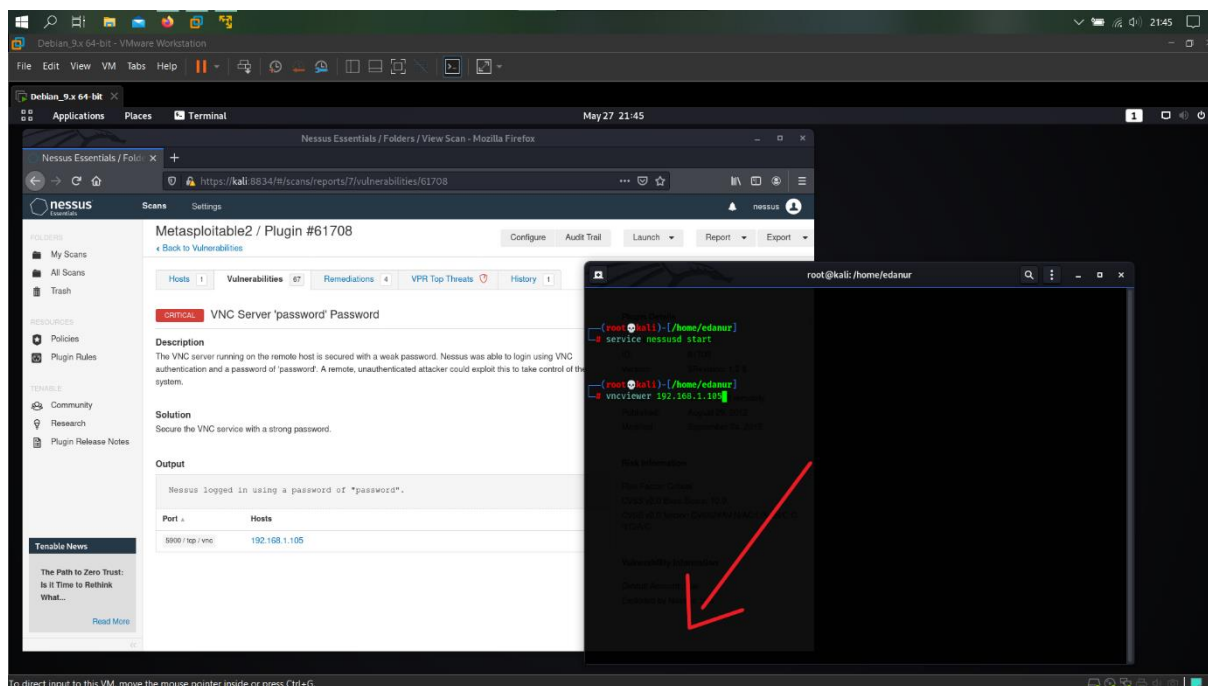 21:45
Debian_9.x 64-bit - VMware Workstation
File Edit View VM Tabs Help
Debian_9.x 64-bit
Applications Places Terminal May 27 21:45 1
Nessus Essentials / Folders / View Scan - Mozilla Firefox
Nessus Essentials / Folde
https://kali:8834/#/scans/reports/7/vulnerabilities/61708
nessus Essentials Scans Settings nessus
FOLDERS
My Scans
All Scans
Trash
RESOURCES
Policies
Plugin Rules
TENABLE
Community
Research
Plugin Release Notes
Tenable News
The Path to Zero Trust:
Is it Time to Rethink
What...
Read More
Metasploitable2 / Plugin #61708
Configure Audit Trail Launch Report Export
Back to Vulnerabilities
Hosts 1 Vulnerabilities 67 Remediations 4 VPR Top Threats History 1
CRITICAL VNC Server 'password' Password
Description
The VNC server running on the remote host is secured with a weak password. Nessus was able to login using VNC
authentication and a password of 'password'. A remote, unauthenticated attacker could exploit this to take control of the
system.
Solution
Secure the VNC service with a strong password.
Output
Nessus logged in using a password of "password".
Port Hosts
5900 / tcp / vnc 192.168.1.105
root@kali: /home/edanur
Plugin Details
(root💀kali)-[/home/edanur]
# service nessusd start
(root💀kali)-[/home/edanur]
# vncviewer 192.168.1.105
Risk Information
To direct input to this VM, move the mouse pointer inside or press Ctrl+G.